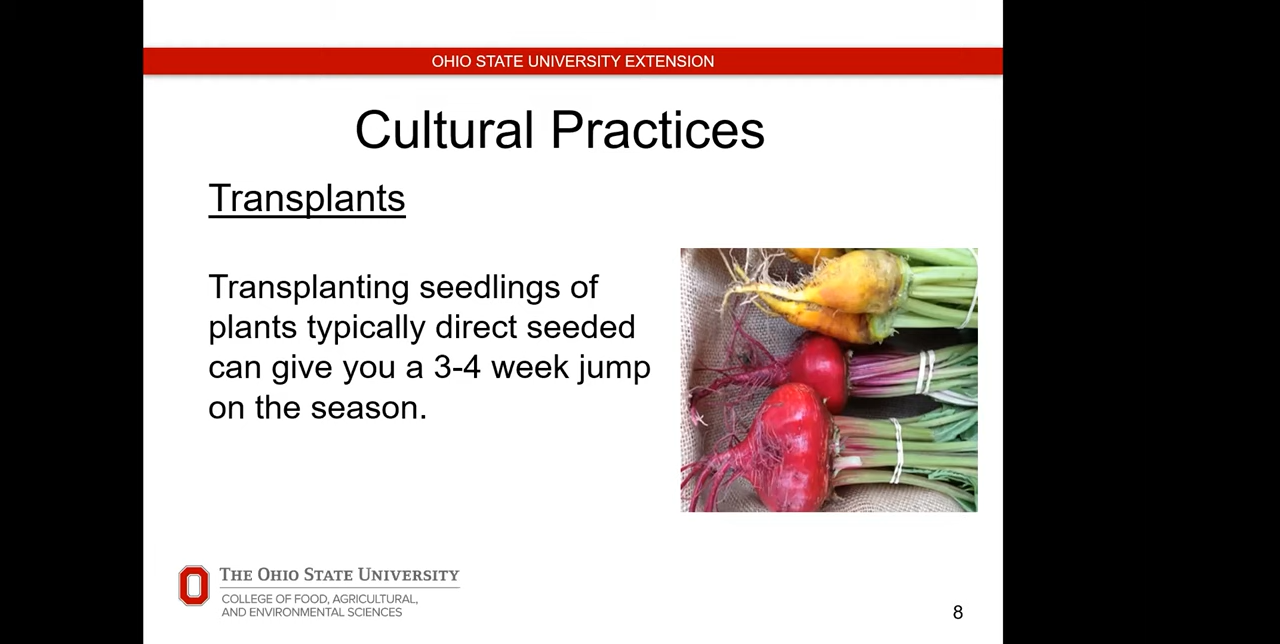 OHIO STATE UNIVERSITY EXTENSION
Cultural Practices
Transplants
Transplanting seedlings of
plants typically direct seeded
can give you a 3-4 week jump
on the season.
THE OHIO STATE UNIVERSITY
COLLEGE OF FOOD, AGRICULTURAL,
AND ENVIRONMENTAL SCIENCES
8